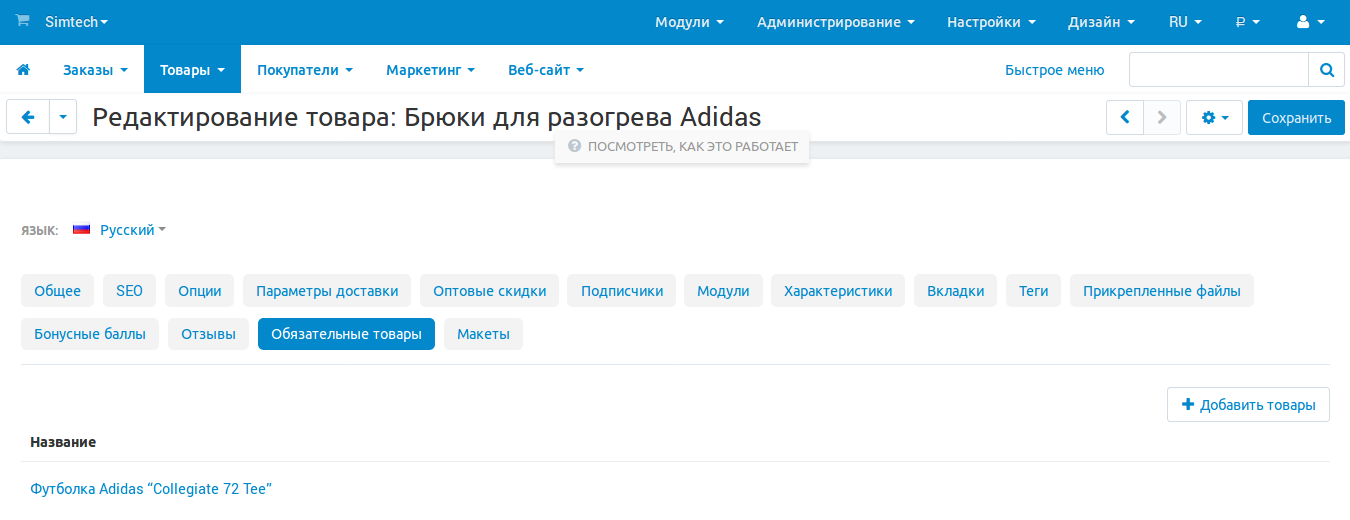 Simtech Модули Администрирование Настройки Дизайн RU ₽
Заказы Товары Покупатели Маркетинг Веб-сайт Быстрое меню
Редактирование товара: Брюки для разогрева Adidas Сохранить
ПОСМОТРЕТЬ, КАК ЭТО РАБОТАЕТ
ЯЗЫК: Русский
Общее SEO Опции Параметры доставки Оптовые скидки Подписчики Модули Характеристики Вкладки Теги Прикрепленные файлы
Бонусные баллы Отзывы Обязательные товары Макеты
Добавить товары
Название
Футболка Adidas “Collegiate 72 Tee”